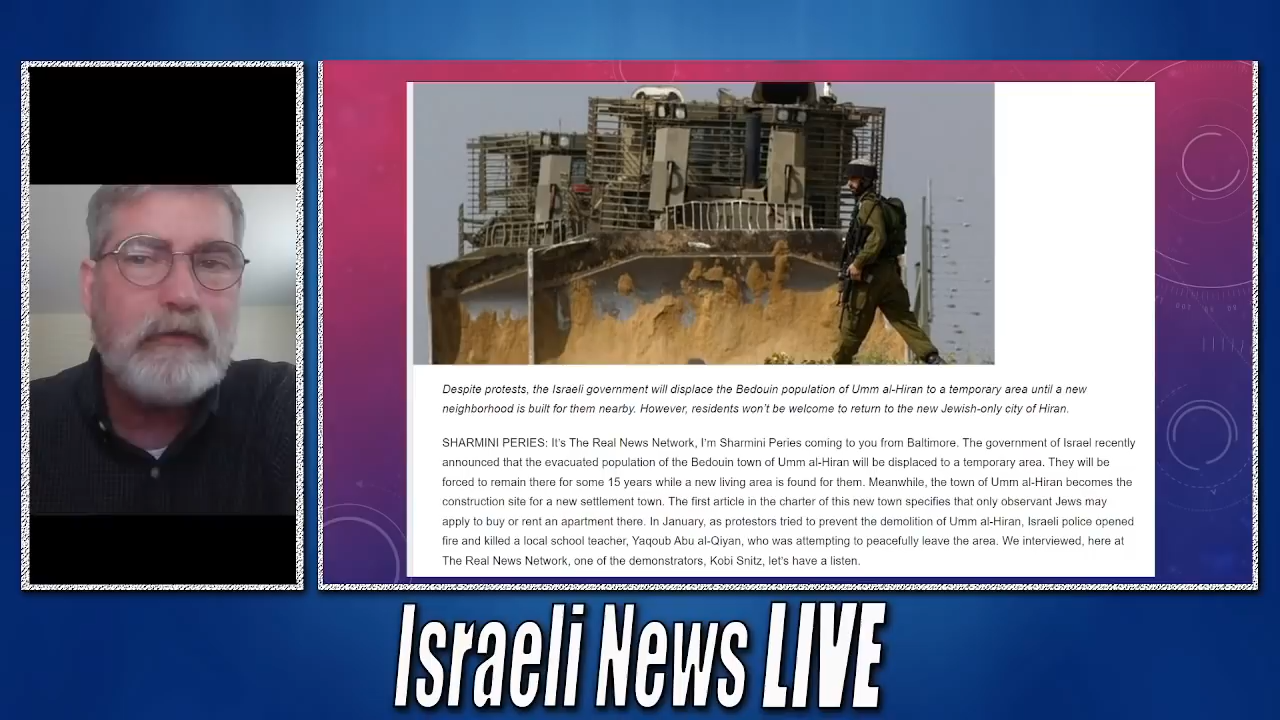 Despite protests, the Israeli government will displace the Bedouin population of Umm al-Hiran to a temporary area until a new
neighborhood is built for them nearby. However, residents won't be welcome to return to the new Jewish-only city of Hiran.
SHARMINI PERIES: It's The Real News Network, I'm Sharmini Peries coming to you from Baltimore. The government of Israel recently
announced that the evacuated population of the Bedouin town of Umm al-Hiran will be displaced to a temporary area. They will be
forced to remain there for some 15 years while a new living area is found for them. Meanwhile, the town of Umm al-Hiran becomes the
construction site for a new settlement town. The first article in the charter of this new town specifies that only observant Jews may
apply to buy or rent an apartment there. In January, as protestors tried to prevent the demolition of Umm al-Hiran, Israeli police opened
fire and killed a local school teacher, Yaqoub Abu al-Qiyan, who was attempting to peacefully leave the area. We interviewed, here at
The Real News Network, one of the demonstrators, Kobi Snitz, let's have a listen.
Israeli News LIVE